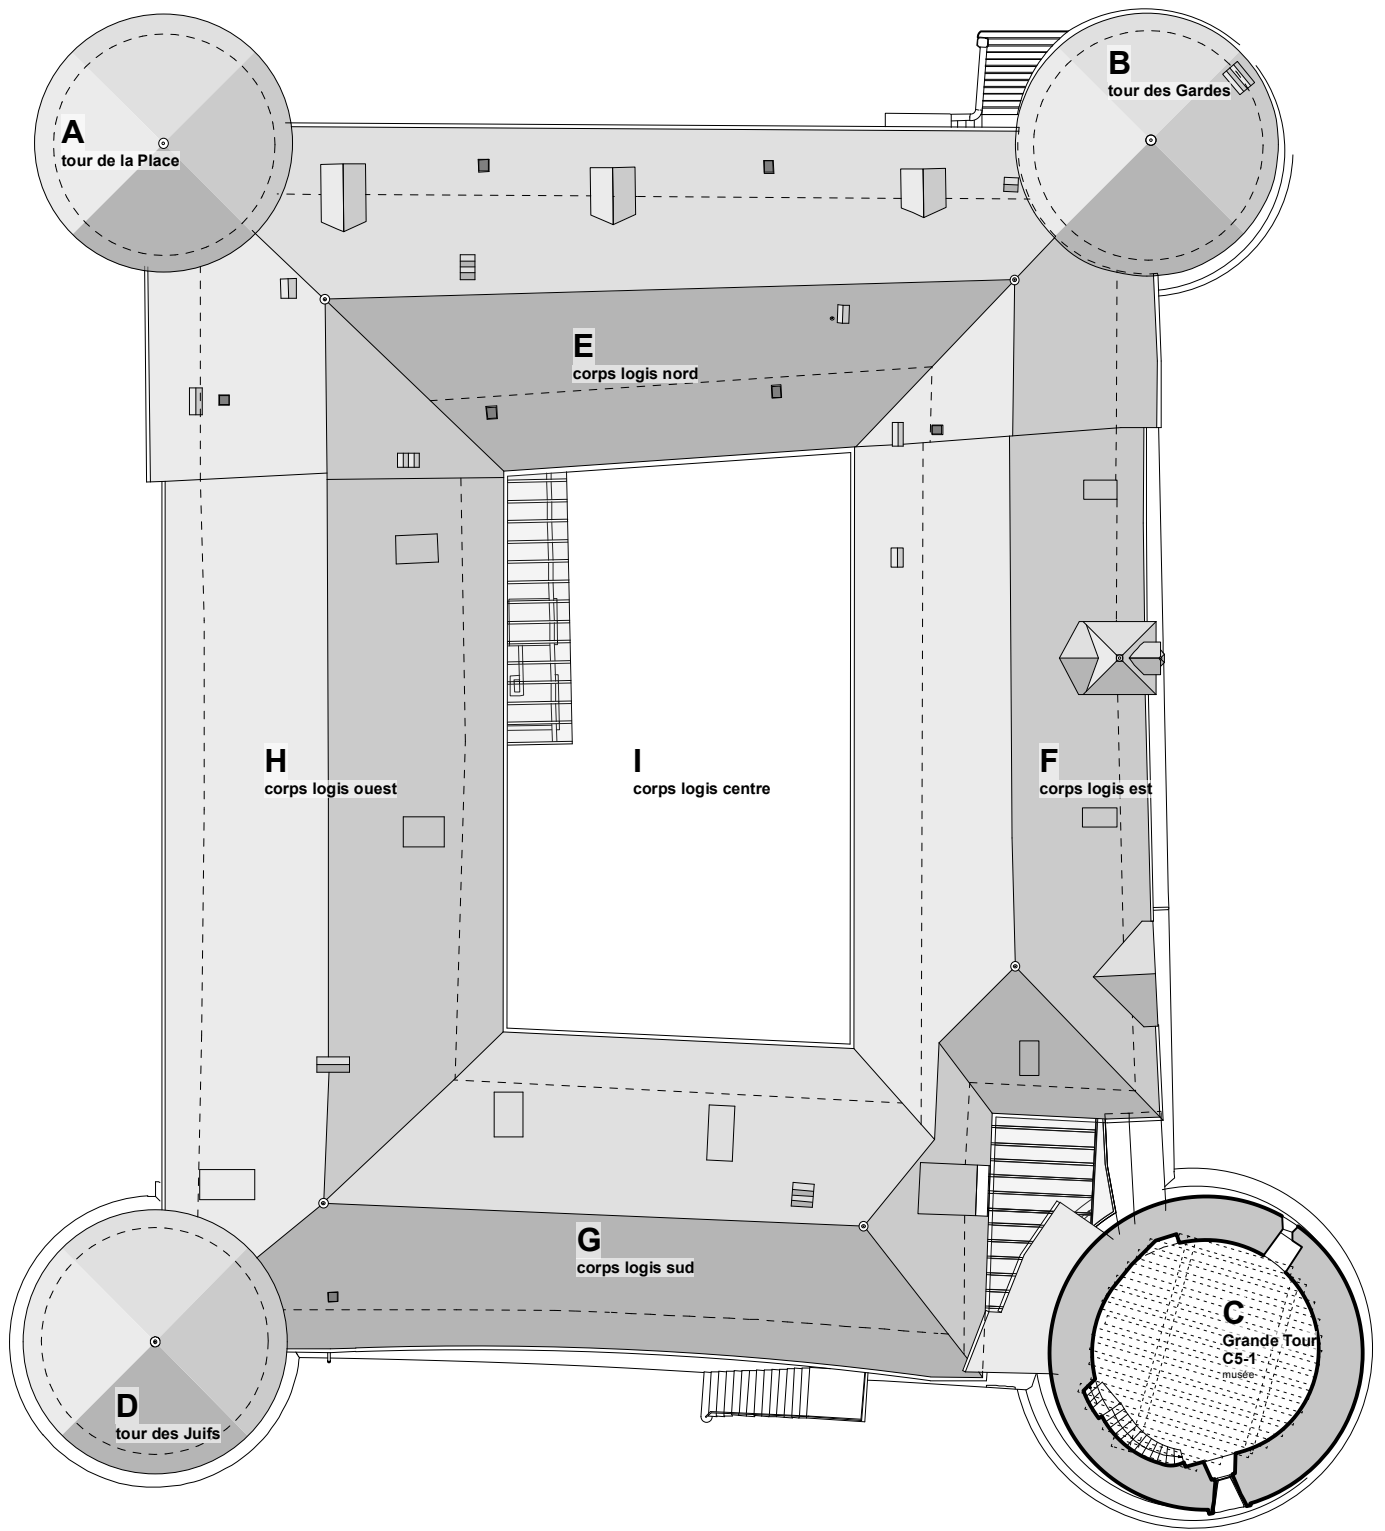 A
tour de la Place
B
tour des Gardes
E
corps logis nord
H
corps logis ouest
I
corps logis centre
F
corps logis est
G
corps logis sud
C
Grande Tour
C5-1
musée
D
tour des Juifs